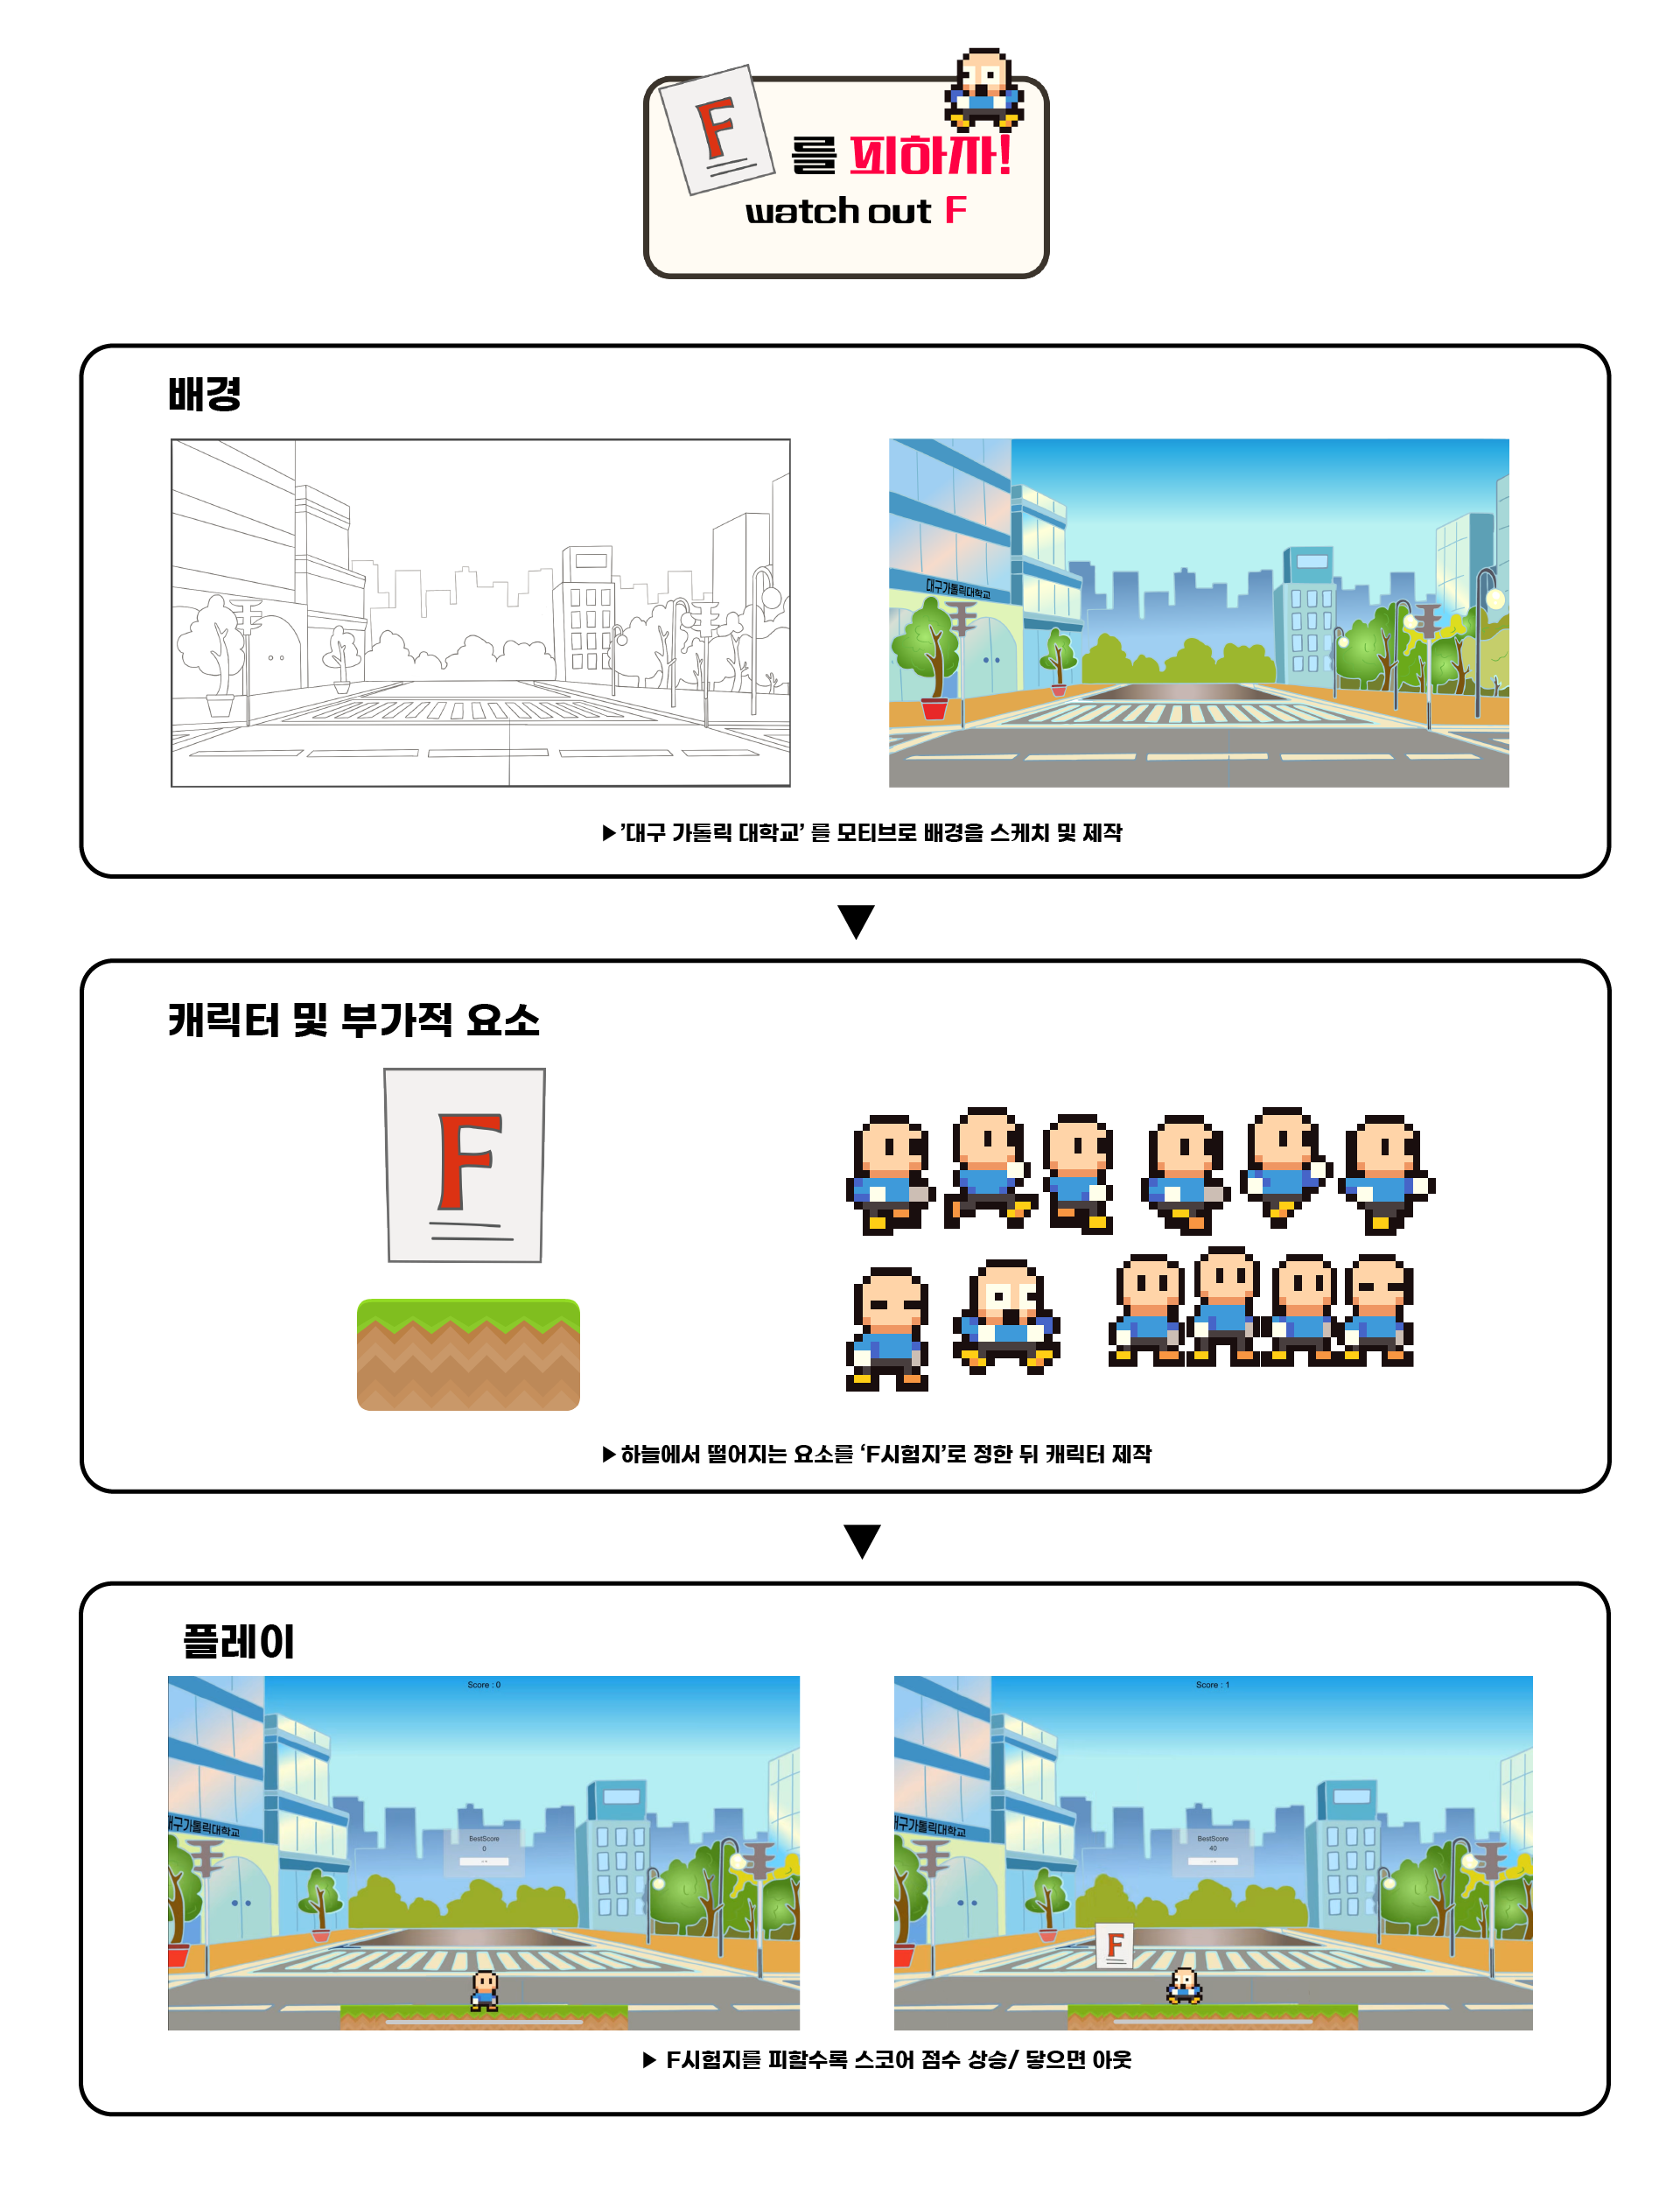 F
를 피하자!
watch out F
배경
대구가톨릭대학교
▶'대구 가톨릭 대학교' 를 모티브로 배경을 스케치 및 제작
캐릭터 및 부가적 요소
F
▶하늘에서 떨어지는 요소를 'F시험지'로 정한 뒤 캐릭터 제작
플레이
Score : 0
구가톨릭대학교
BestScore
0
Score : 1
구가톨릭대학교
BestScore
40
F
▶ F시험지를 피할수록 스코어 점수 상승/ 닿으면 아웃